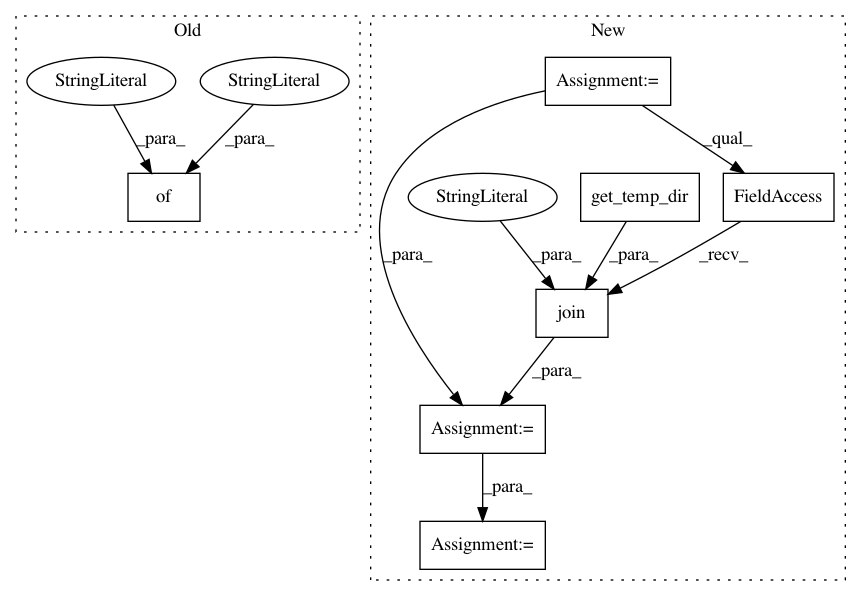 Old
New
StringLiteral
StringLiteral
Assignment:=
_para_
_para_
_qual_
of
StringLiteral
get_temp_dir
FieldAccess
_para_
_para_
_para_
_recv_
join
_para_
Assignment:=
_para_
Assignment:=